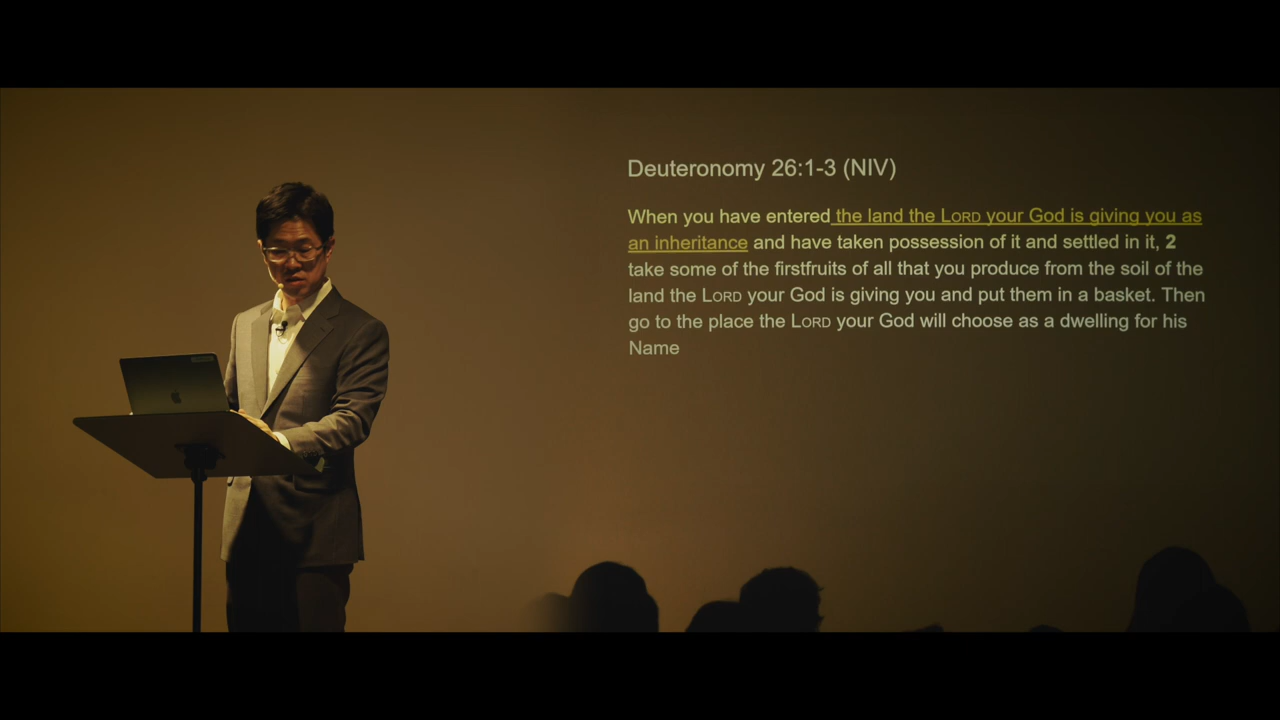 Deuteronomy 26:1-3 (NIV)
When you have entered the land the LORD your God is giving you as
an inheritance and have taken possession of it and settled in it, 2
take some of the firstfruits of all that you produce from the soil of the
land the LORD your God is giving you and put them in a basket. Then
go to the place the LORD your God will choose as a dwelling for his
Name